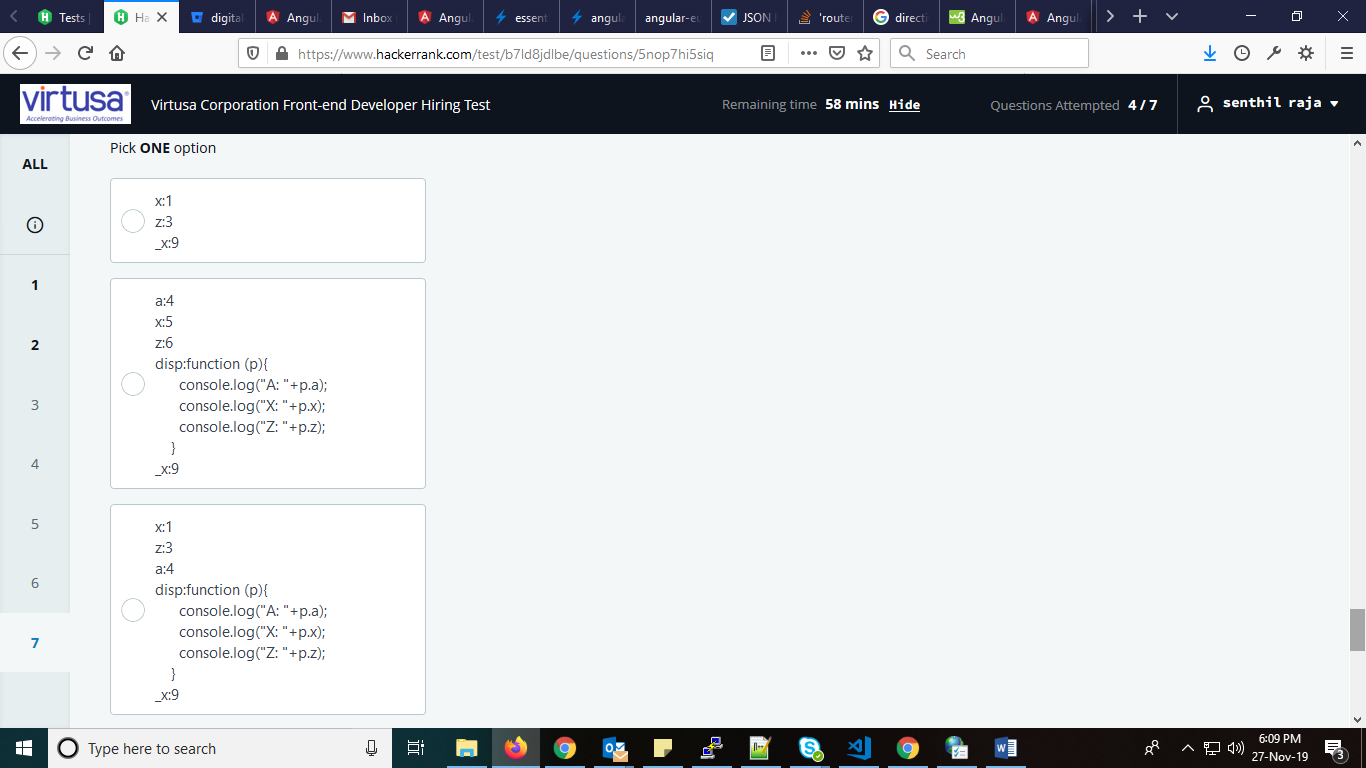 Tests
Ha
digital
Angul
Inbox
Angul
essent
angula
angular-eu
JSON
'router
directi
Angul
Angul
https://www.hackerrank.com/test/b7ld8jdlbe/questions/5nop7hi5siq
Search
virtusa
Accelerating Business Outcomes
Virtusa Corporation Front-end Developer Hiring Test
Remaining time 58 mins Hide
Questions Attempted 4 / 7
senthil raja
ALL
1
2
3
4
5
6
7
Pick ONE option
x:1
z:3
_x:9
a:4
x:5
z:6
disp:function (p){
console.log("A: "+p.a);
console.log("X: "+p.x);
console.log("Z: "+p.z);
}
_x:9
x:1
z:3
a:4
disp:function (p){
console.log("A: "+p.a);
console.log("X: "+p.x);
console.log("Z: "+p.z);
}
_x:9
Type here to search
6:09 PM
27-Nov-19
3